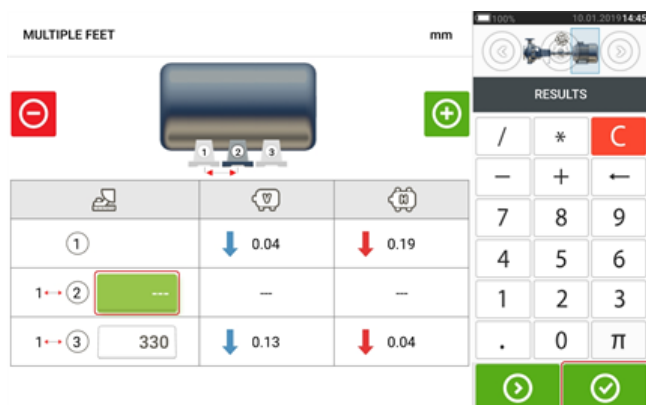 MULTIPLE FEET mm
100% 10.01.2019 14:45
RESULTS
1 2 3
V H
1 0.04 0.19
1↔2 --- --- ---
1↔3 330 0.13 0.04
/ * C
− + ←
7 8 9
4 5 6
1 2 3
. 0 π